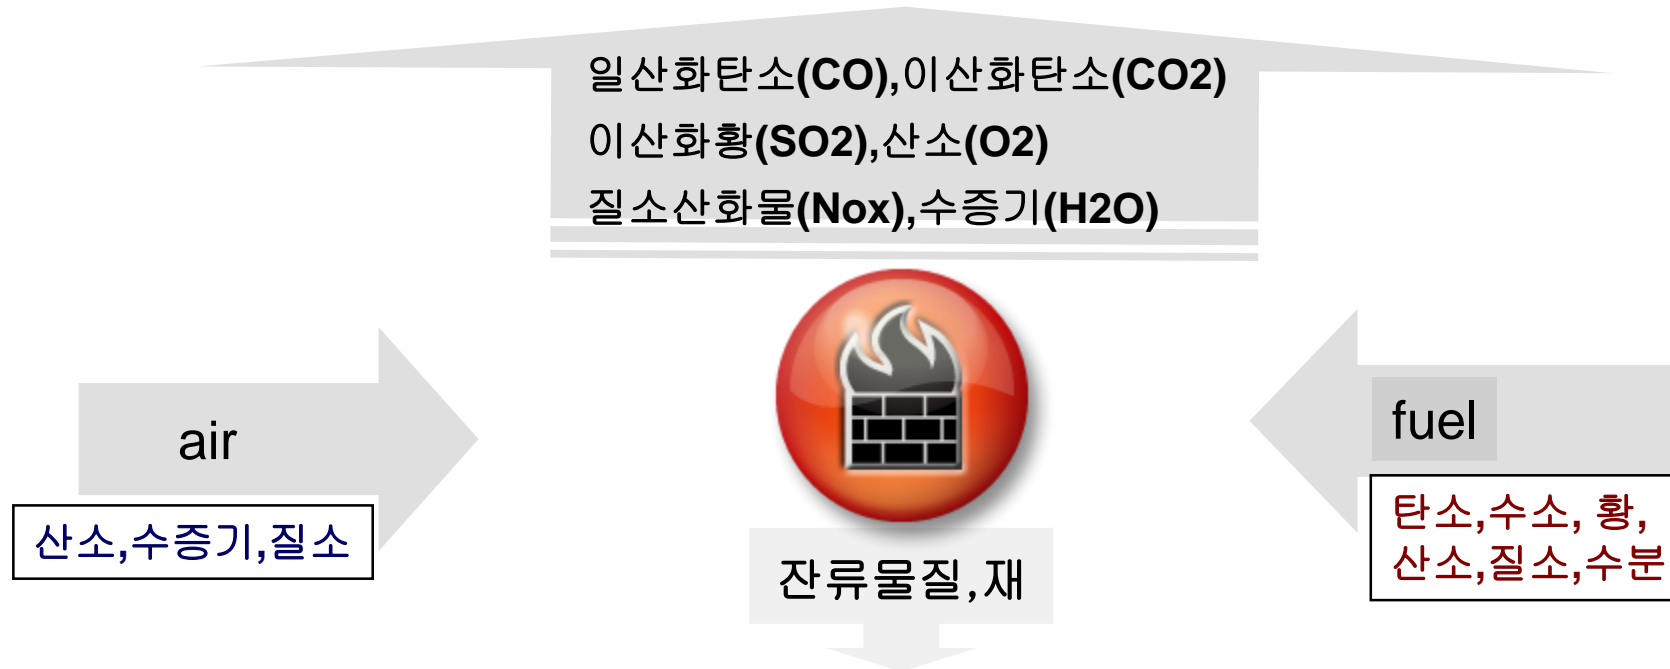 일산화탄소(CO),이산화탄소(CO2)
이산화황(SO2),산소(O2)
질소산화물(Nox),수증기(H2O)
air
산소,수증기,질소
fuel
탄소,수소, 황,
산소,질소,수분
잔류물질,재